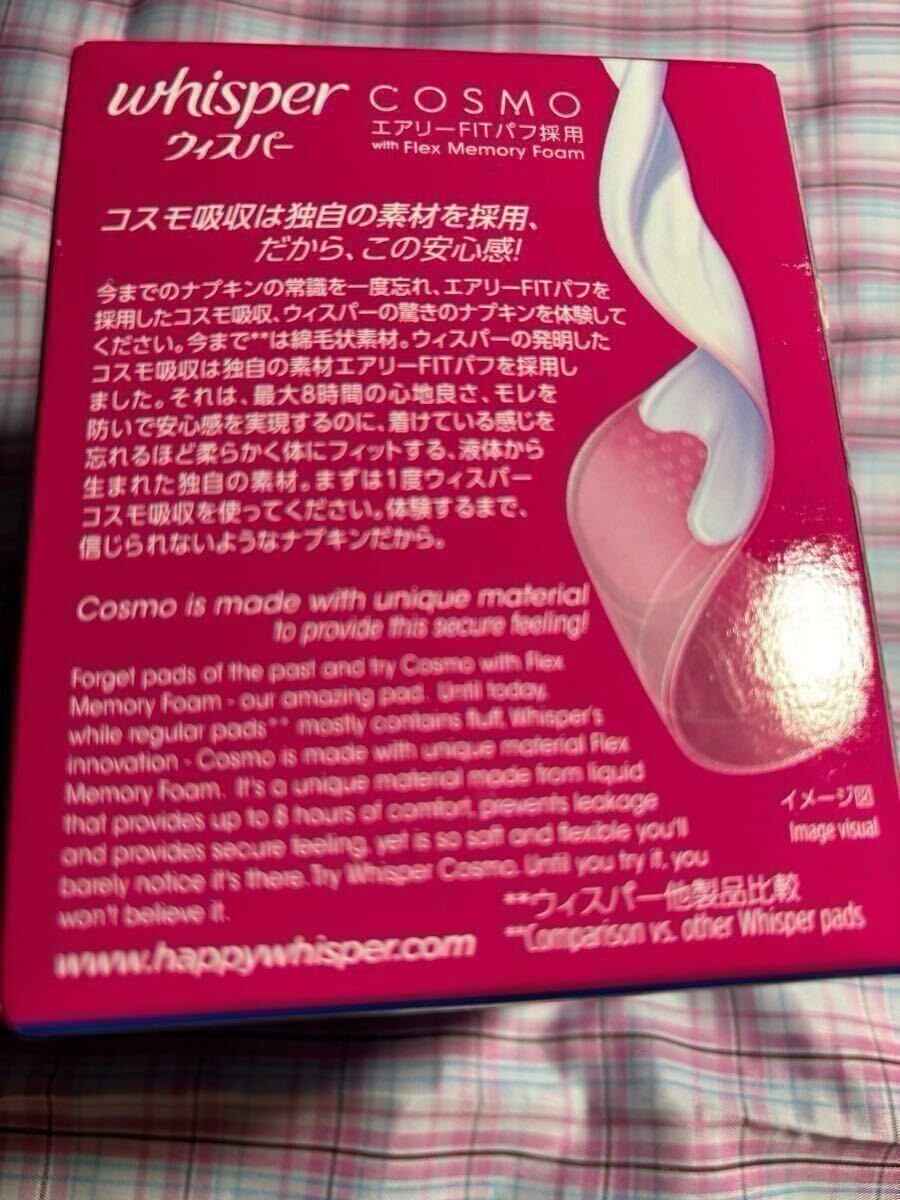 whisper
ウィスパー
COSMO
エアリーFITパフ採用
with Flex Memory Foam
コスモ吸収は独自の素材を採用、
だから、この安心感!
今までのナプキンの常識を一度忘れ、エアリーFITパフを
採用したコスモ吸収、ウィスパーの驚きのナプキンを体験して
ください。今まで**は綿毛状素材。ウィスパーの発明した
コスモ吸収は独自の素材エアリーFITパフを採用し
ました。それは、最大8時間の心地良さ、モレを
防いで安心感を実現するのに、着けている感じを
忘れるほど柔らかく体にフィットする、液体から
生まれた独自の素材。まずは1度ウィスパー
コスモ吸収を使ってください。体験するまで、
信じられないようなナプキンだから。
Cosmo is made with unique material
to provide this secure feeling!
Forget pads of the past and try Cosmo with Flex
Memory Foam - our amazing pad. Until today,
while regular pads** mostly contains fluff, Whisper's
innovation - Cosmo is made with unique material Flex
Memory Foam. It's a unique material made from liquid
that provides up to 8 hours of comfort, prevents leakage
and provides secure feeling, yet is so soft and flexible you'll
barely notice it's there. Try Whisper Cosmo. Until you try it, you
won't believe it.
www.happywhisper.com
イメージ図
Image visual
**ウィスパー他製品比較
**Comparison vs. other Whisper pads